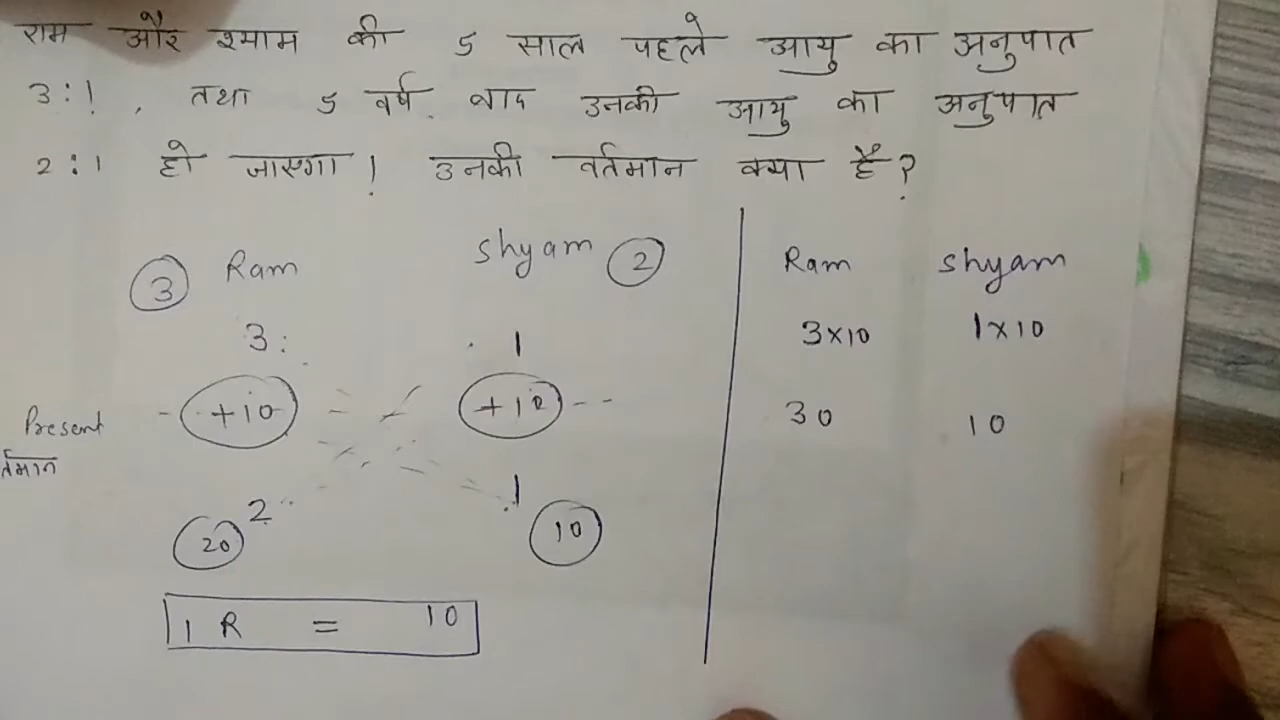 राम और श्याम की 5 साल पहले आयु का अनुपात
3:1, तथा 5 वर्ष बाद उनकी आयु का अनुपात
2:1 हो जाएगा! उनकी वर्तमान क्या है?
3 Ram Shyam 2
3: 1
+10 +10
Present
र्तमान
2 1
20 10
1 R = 10
Ram Shyam
3×10 1×10
30 10